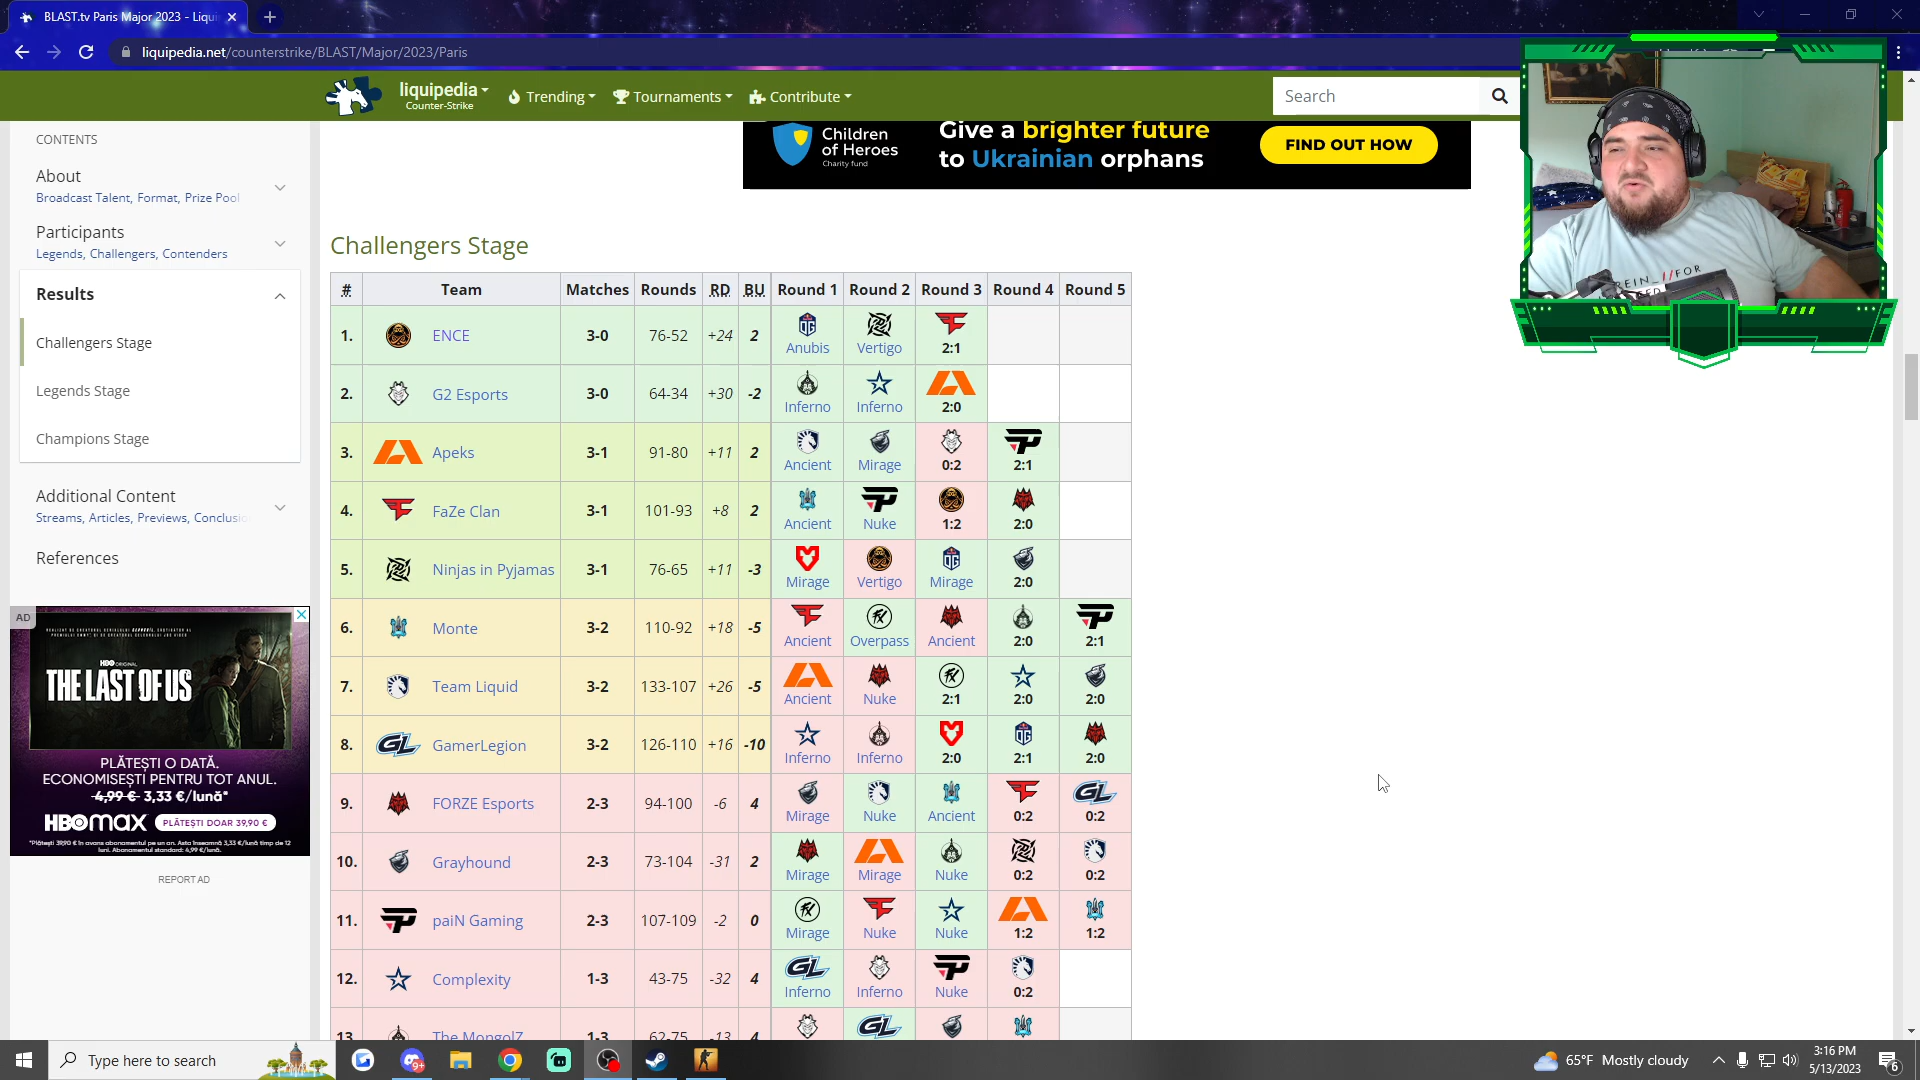 BLAST.tv Paris Major 2023 - Liqui
liquipedia.net/counterstrike/BLAST/Major/2023/Paris
liquipedia
Counter-Strike
Trending
Tournaments
Contribute
Search
CONTENTS
About
Broadcast Talent, Format, Prize Pool
Participants
Legends, Challengers, Contenders
Results
Challengers Stage
Legends Stage
Champions Stage
Additional Content
Streams, Articles, Previews, Conclusio
References
AD
HBO ORIGINAL
THE LAST OF US
PLĂTEȘTI O DATĂ.
ECONOMISEȘTI PENTRU TOT ANUL.
4,99 € 3,33 €/lună*
HBOmax PLĂTEȘTI DOAR 39,90 €
REPORT AD
Children of Heroes
Charity fund
Give a brighter future
to Ukrainian orphans
FIND OUT HOW
Challengers Stage
# Team Matches Rounds RD BU Round 1 Round 2 Round 3 Round 4 Round 5
1. ENCE 3-0 76-52 +24 2 Anubis Vertigo 2:1
2. G2 Esports 3-0 64-34 +30 -2 Inferno Inferno 2:0
3. Apeks 3-1 91-80 +11 2 Ancient Mirage 0:2 2:1
4. FaZe Clan 3-1 101-93 +8 2 Ancient Nuke 1:2 2:0
5. Ninjas in Pyjamas 3-1 76-65 +11 -3 Mirage Vertigo Mirage 2:0
6. Monte 3-2 110-92 +18 -5 Ancient Overpass Ancient 2:0 2:1
7. Team Liquid 3-2 133-107 +26 -5 Ancient Nuke 2:1 2:0 2:0
8. GamerLegion 3-2 126-110 +16 -10 Inferno Inferno 2:0 2:1 2:0
9. FORZE Esports 2-3 94-100 -6 4 Mirage Nuke Ancient 0:2 0:2
10. Grayhound 2-3 73-104 -31 2 Mirage Mirage Nuke 0:2 0:2
11. paiN Gaming 2-3 107-109 -2 0 Mirage Nuke Nuke 1:2 1:2
12. Complexity 1-3 43-75 -32 4 Inferno Inferno Nuke 0:2
13. The MongolZ 1-3 62-75 -13 4
Type here to search
65°F Mostly cloudy
3:16 PM
5/13/2023
6